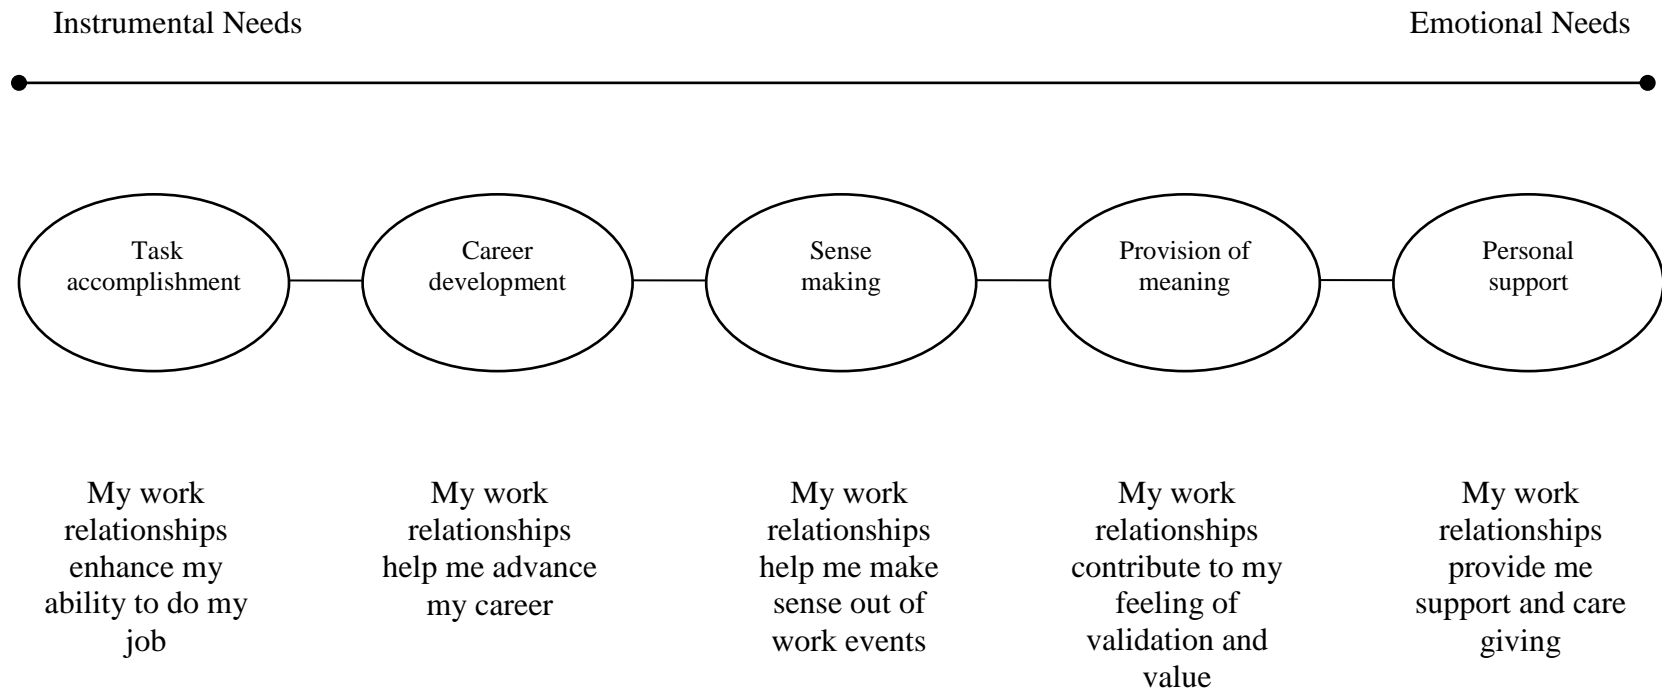 Instrumental Needs
Emotional Needs
Task
accomplishment
Career
development
Sense
making
Provision of
meaning
Personal
support
My work
relationships
enhance my
ability to do my
job
My work
relationships
help me advance
my career
My work
relationships
help me make
sense out of
work events
My work
relationships
contribute to my
feeling of
validation and
value
My work
relationships
provide me
support and care
giving